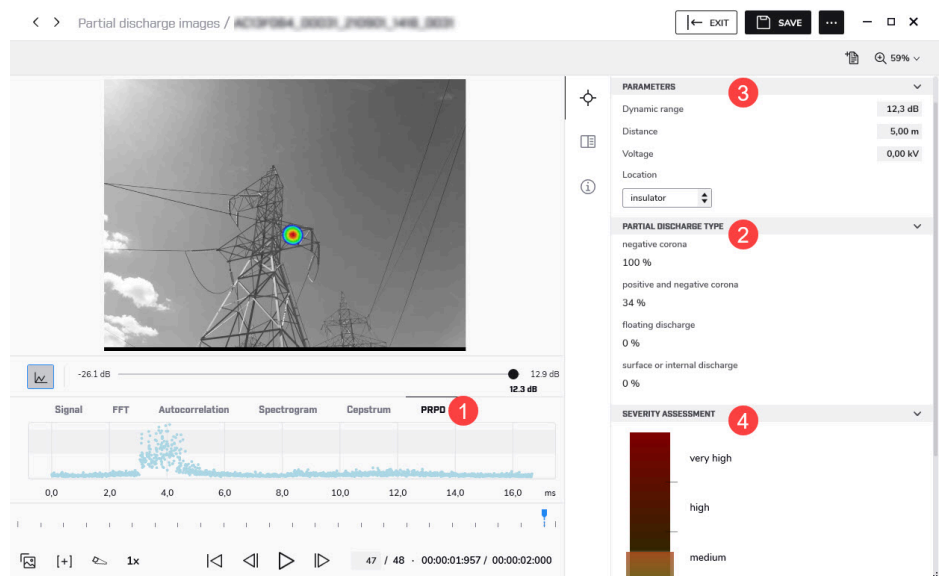 Partial discharge images /
EXIT
SAVE
59%
PARAMETERS
3
Dynamic range
12,3 dB
Distance
5,00 m
Voltage
0,00 kV
Location
insulator
PARTIAL DISCHARGE TYPE
2
negative corona
100 %
positive and negative corona
34 %
floating discharge
0 %
surface or internal discharge
0 %
-26.1 dB
12.9 dB
12.3 dB
Signal FFT Autocorrelation Spectrogram Cepstrum PRPD
1
SEVERITY ASSESSMENT
4
very high
high
medium
0,0 2,0 4,0 6,0 8,0 10,0 12,0 14,0 16,0 ms
[+] 1x 47 / 48 · 00:00:01:957 / 00:00:02:000